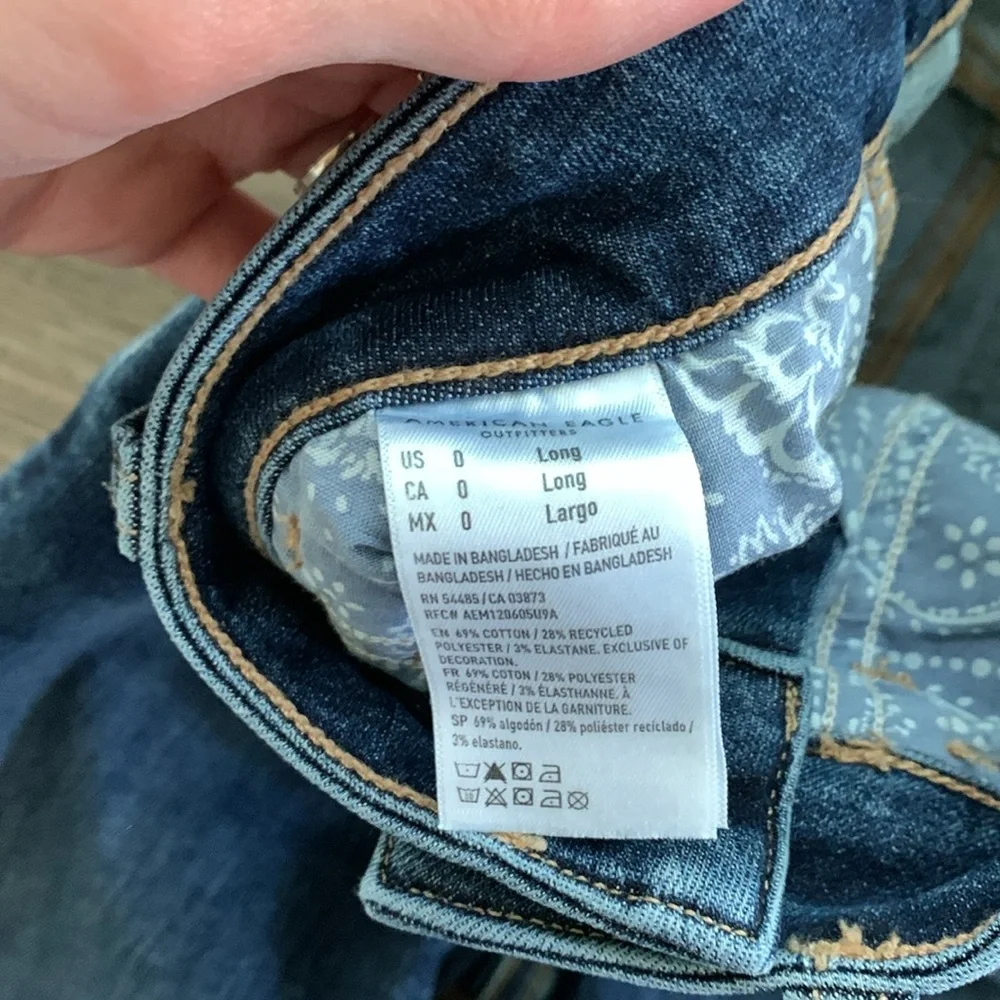 AMERICAN EAGLE
OUTFITTERS
US 0 Long
CA 0 Long
MX 0 Largo
MADE IN BANGLADESH / FABRIQUÉ AU
BANGLADESH / HECHO EN BANGLADESH
RN 54485 / CA 03873
RFC# AEM120605U9A
EN 69% COTTON / 28% RECYCLED
POLYESTER / 3% ELASTANE. EXCLUSIVE OF
DECORATION.
FR 69% COTON / 28% POLYESTER
RÉGÉNÉRÉ / 3% ÉLASTHANNE. À
L'EXCEPTION DE LA GARNITURE.
SP 69% algodón / 28% poliéster reciclado /
3% elastano.